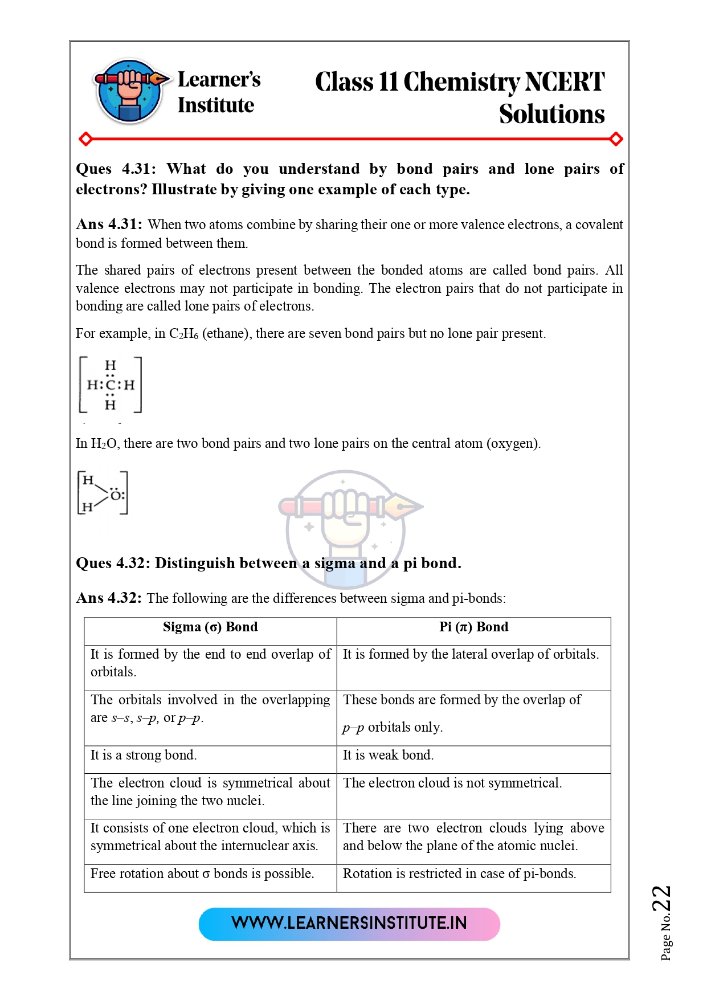 Learner's
Institute
Class 11 Chemistry NCERT
Solutions
Ques 4.31: What do you understand by bond pairs and lone pairs of
electrons? Illustrate by giving one example of each type.
Ans 4.31: When two atoms combine by sharing their one or more valence electrons, a covalent
bond is formed between them.
The shared pairs of electrons present between the bonded atoms are called bond pairs. All
valence electrons may not participate in bonding. The electron pairs that do not participate in
bonding are called lone pairs of electrons.
For example, in C₂H₆ (ethane), there are seven bond pairs but no lone pair present.
H
H:C:H
H
In H₂O, there are two bond pairs and two lone pairs on the central atom (oxygen).
H
O:
H
Ques 4.32: Distinguish between a sigma and a pi bond.
Ans 4.32: The following are the differences between sigma and pi-bonds:
Sigma (σ) Bond
Pi (π) Bond
It is formed by the end to end overlap of
orbitals.
It is formed by the lateral overlap of orbitals.
The orbitals involved in the overlapping
are s–s, s–p, or p–p.
These bonds are formed by the overlap of
p–p orbitals only.
It is a strong bond.
It is weak bond.
The electron cloud is symmetrical about
the line joining the two nuclei.
The electron cloud is not symmetrical.
It consists of one electron cloud, which is
symmetrical about the internuclear axis.
There are two electron clouds lying above
and below the plane of the atomic nuclei.
Free rotation about σ bonds is possible.
Rotation is restricted in case of pi-bonds.
WWW.LEARNERSINSTITUTE.IN
Page No.22